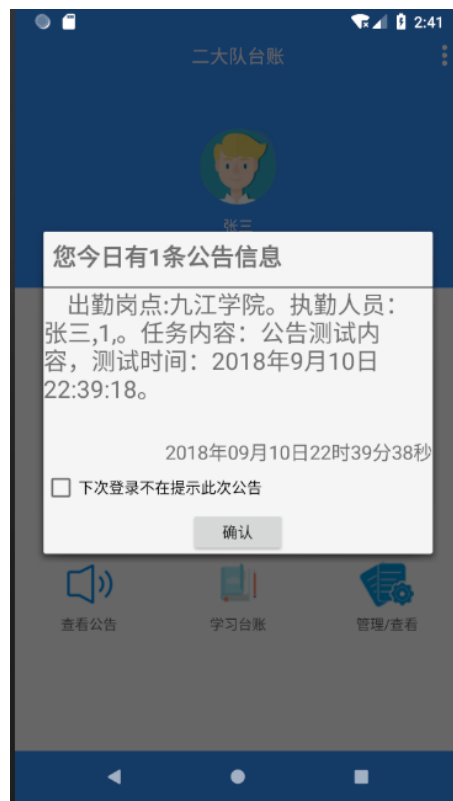 2:41
二大队台账
张三
您今日有1条公告信息
出勤岗点:九江学院。执勤人员：
张三,1,。任务内容：公告测试内
容，测试时间：2018年9月10日
22:39:18。
2018年09月10日22时39分38秒
下次登录不在提示此次公告
确认
查看公告 学习台账 管理/查看